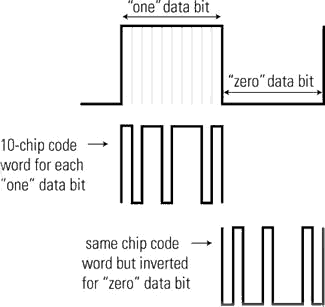 “one” data bit
“zero” data bit
10-chip code
word for each
“one” data bit
same chip code
word but inverted
for “zero” data bit